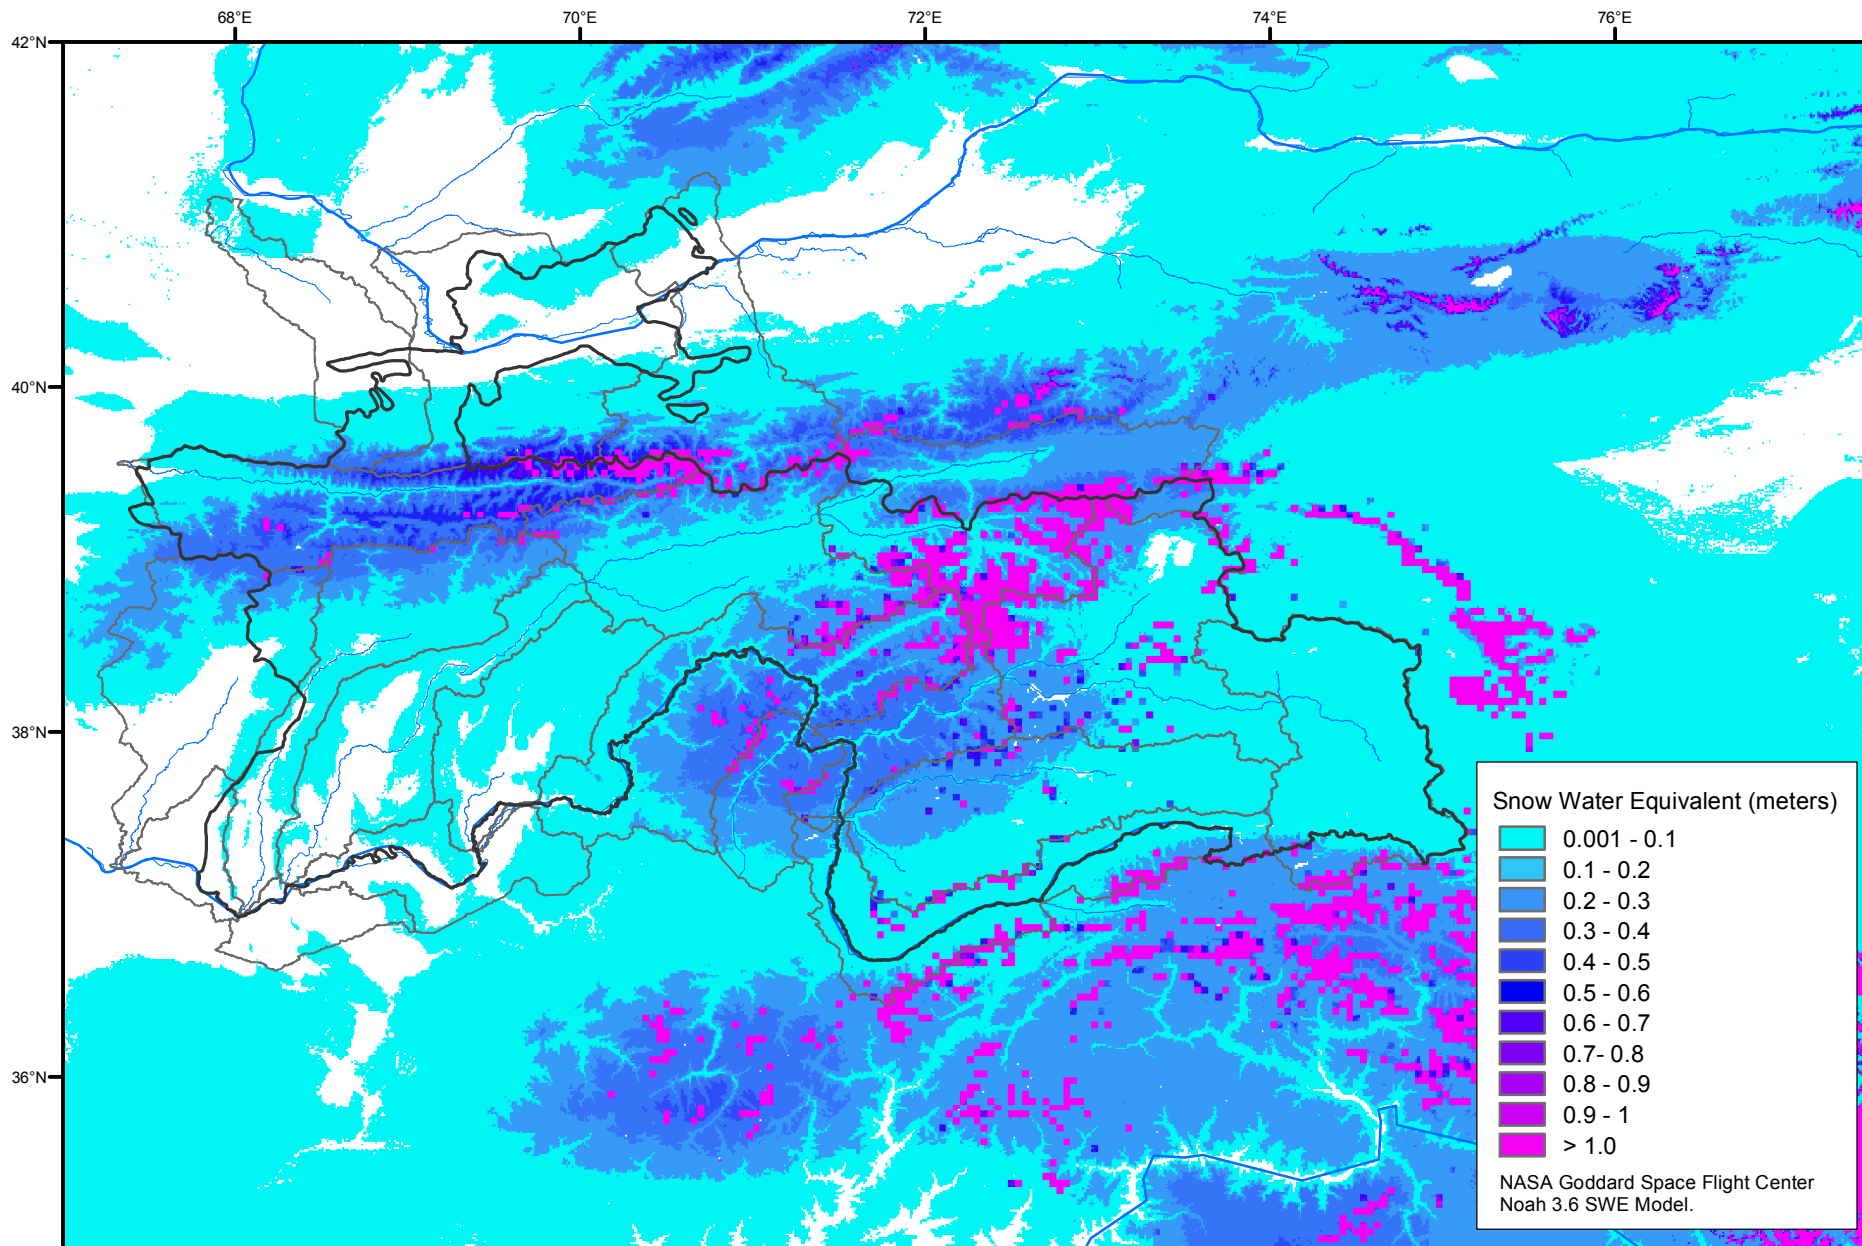 68°E 70°E 72°E 74°E 76°E
42°N
40°N
38°N
36°N
Snow Water Equivalent (meters)
0.001 - 0.1
0.1 - 0.2
0.2 - 0.3
0.3 - 0.4
0.4 - 0.5
0.5 - 0.6
0.6 - 0.7
0.7- 0.8
0.8 - 0.9
0.9 - 1
> 1.0
NASA Goddard Space Flight Center
Noah 3.6 SWE Model.